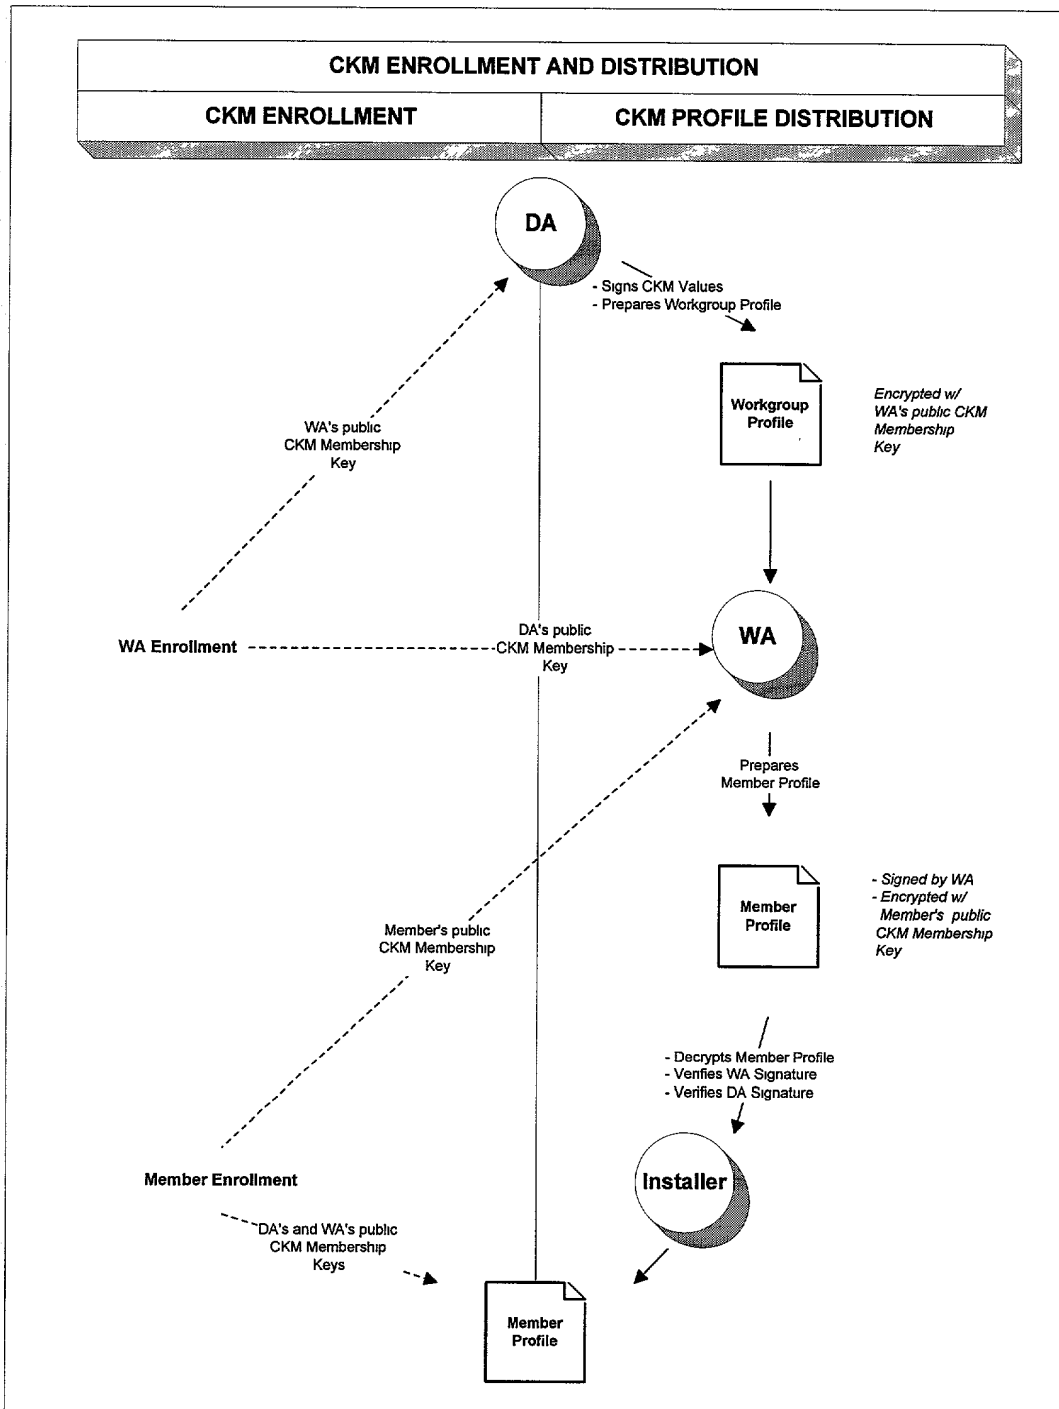 CKM ENROLLMENT AND DISTRIBUTION
CKM ENROLLMENT
CKM PROFILE DISTRIBUTION
DA
- Signs CKM Values
- Prepares Workgroup Profile
Workgroup
Profile
Encrypted w/
WA's public CKM
Membership
Key
WA's public
CKM Membership
Key
WA Enrollment
DA's public
CKM Membership
Key
WA
Prepares
Member Profile
Member
Profile
- Signed by WA
- Encrypted w/
Member's public
CKM Membership
Key
Member's public
CKM Membership
Key
- Decrypts Member Profile
- Verifies WA Signature
- Verifies DA Signature
Member Enrollment
Installer
DA's and WA's public
CKM Membership
Keys
Member
Profile